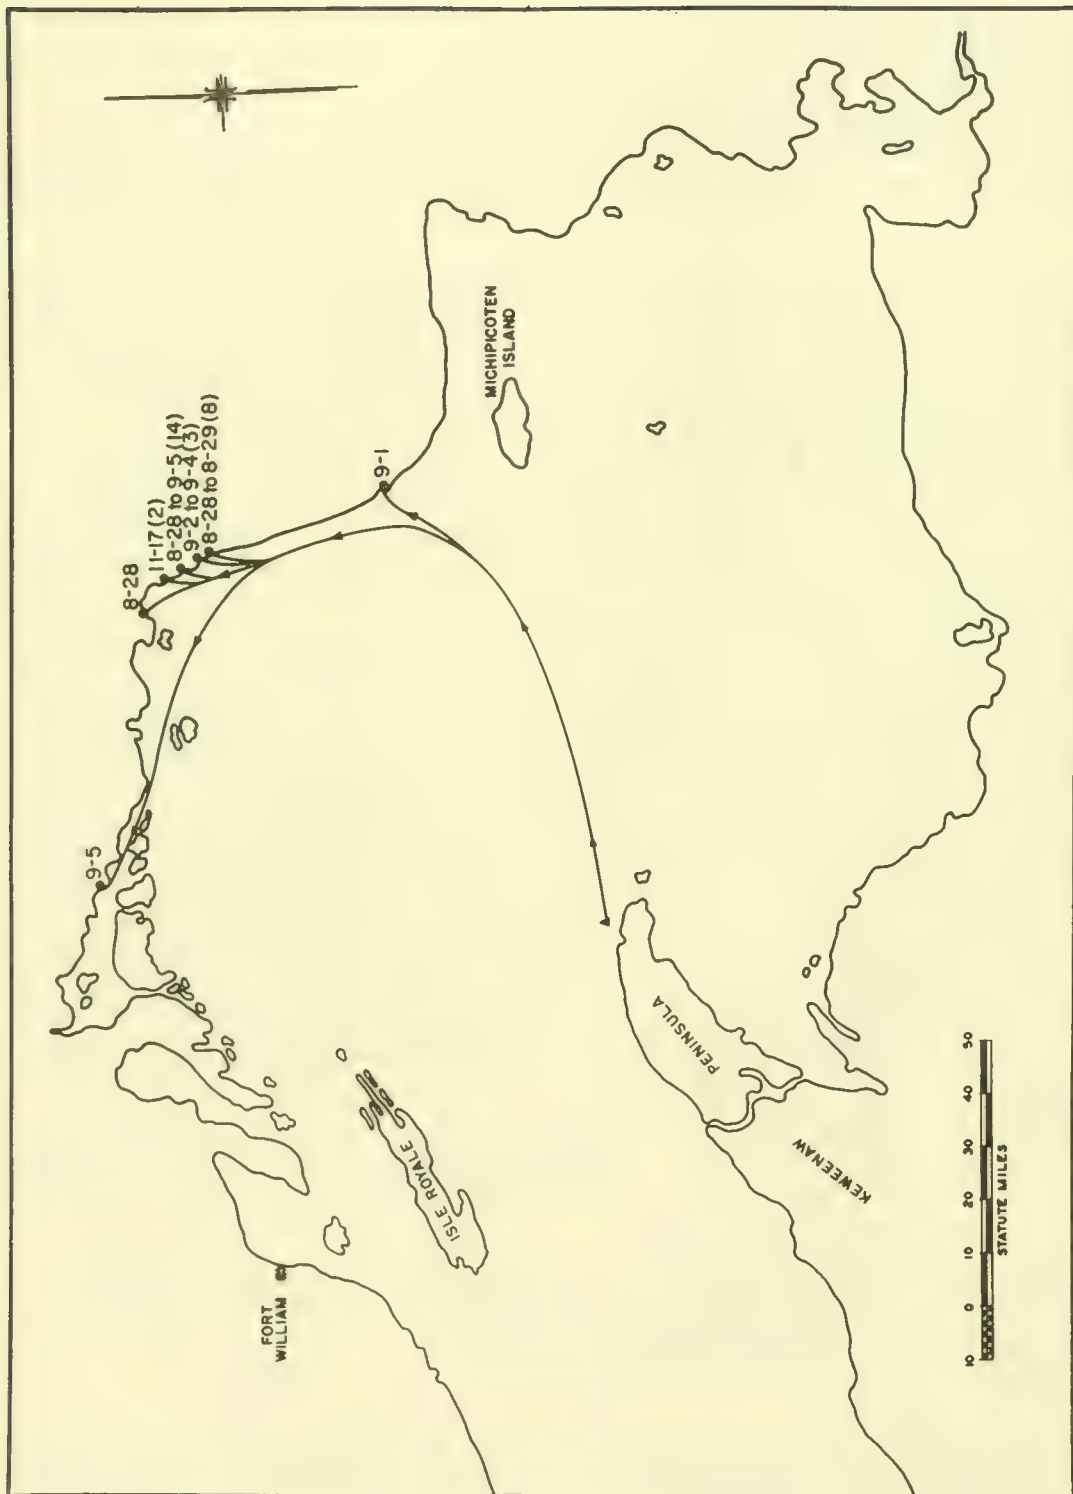 8-28
11-17 (2)
8-28 to 9-5 (14)
9-2 to 9-4 (3)
8-28 to 8-29 (8)
9-1
9-5
MICHIPICOTEN
ISLAND
FORT
WILLIAM
ISLE ROYALE
KEWEENAW
PENINSULA
10 0 10 20 30 40 50
STATUTE MILES